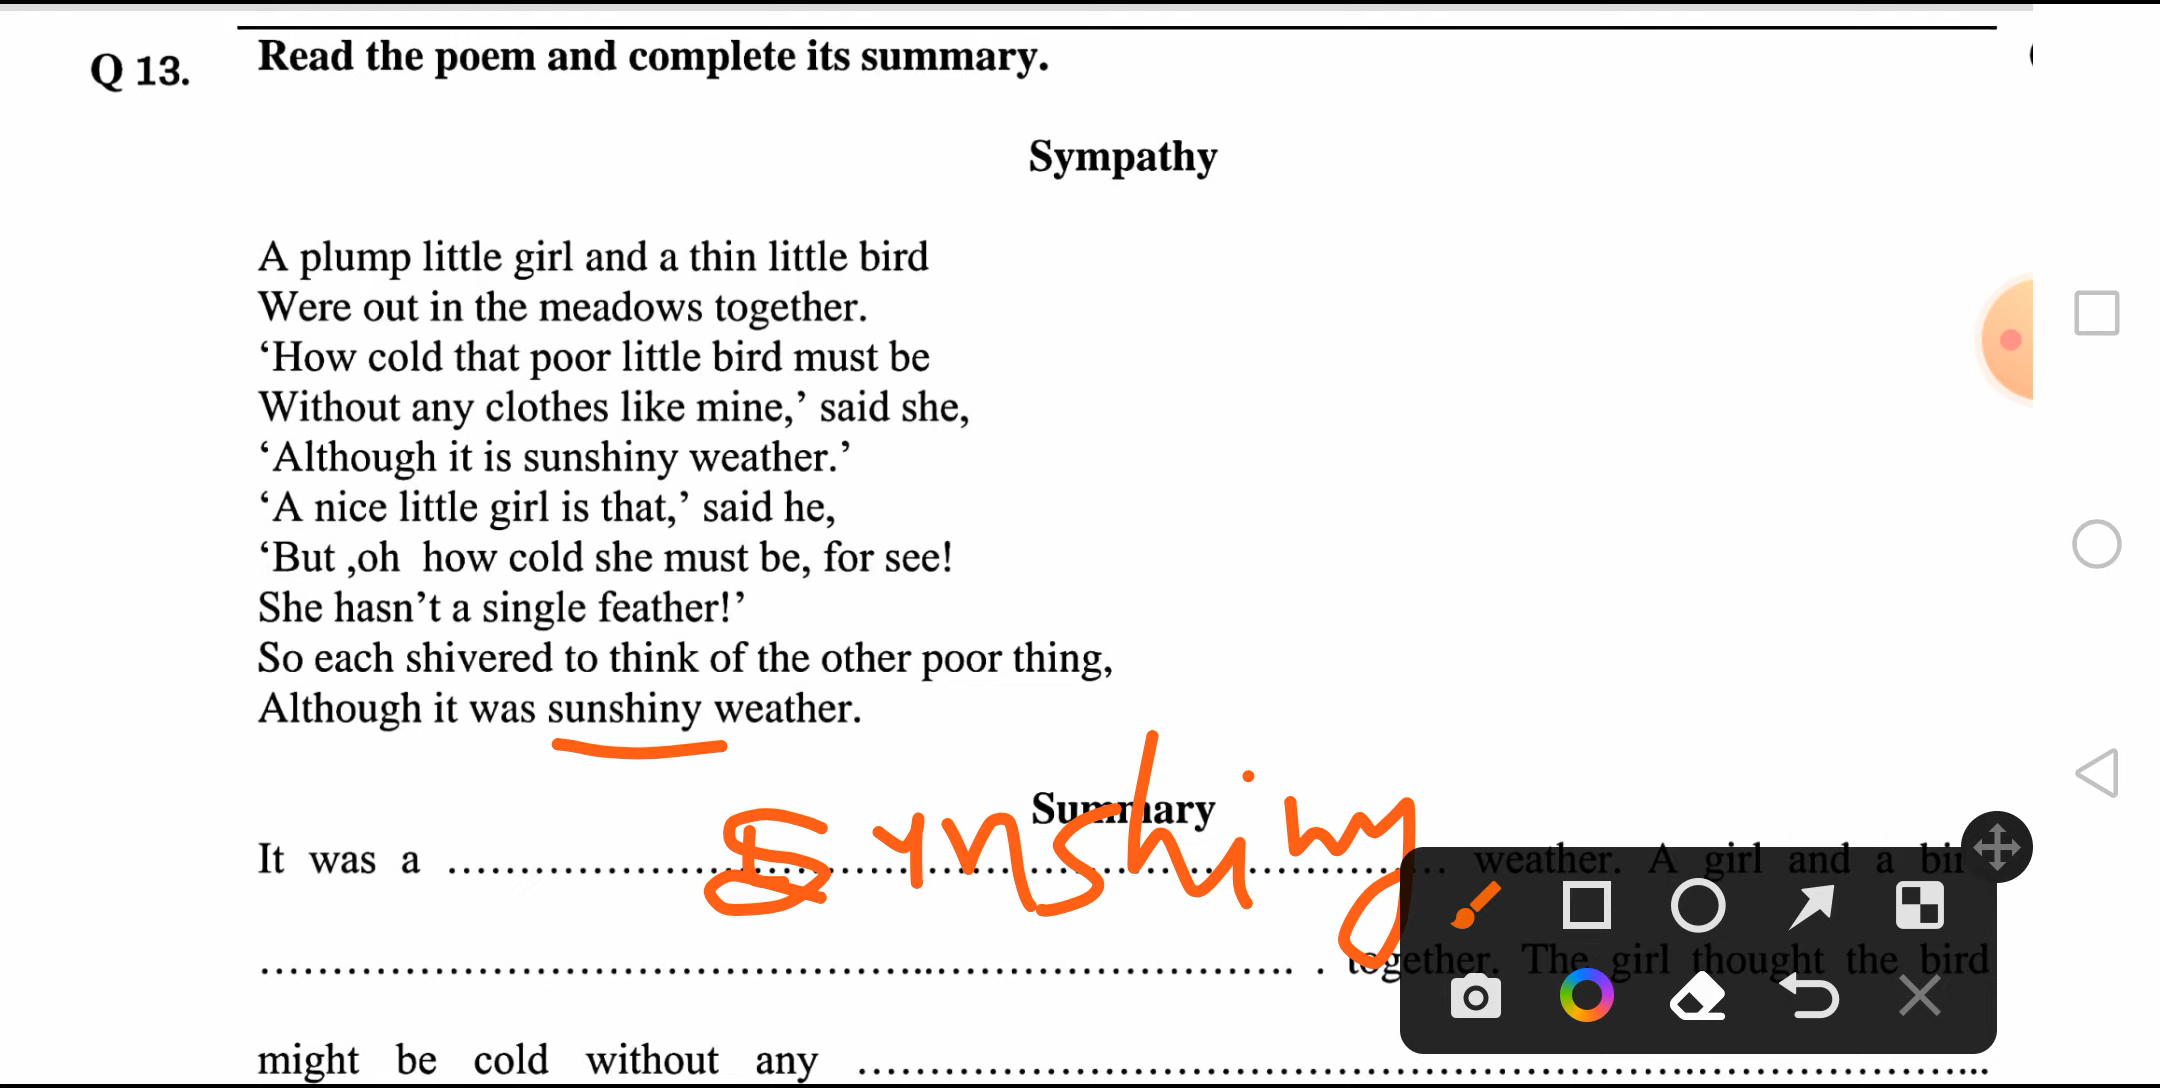 Q 13.
Read the poem and complete its summary.
Sympathy
A plump little girl and a thin little bird
Were out in the meadows together.
‘How cold that poor little bird must be
Without any clothes like mine,’ said she,
‘Although it is sunshiny weather.’
‘A nice little girl is that,’ said he,
‘But ,oh how cold she must be, for see!
She hasn’t a single feather!’
So each shivered to think of the other poor thing,
Although it was sunshiny weather.
Summary
sunshiny
It was a .......................................................... weather. A girl and a
............................................................ . together. The girl thought the bird
might be cold without any ............................................................